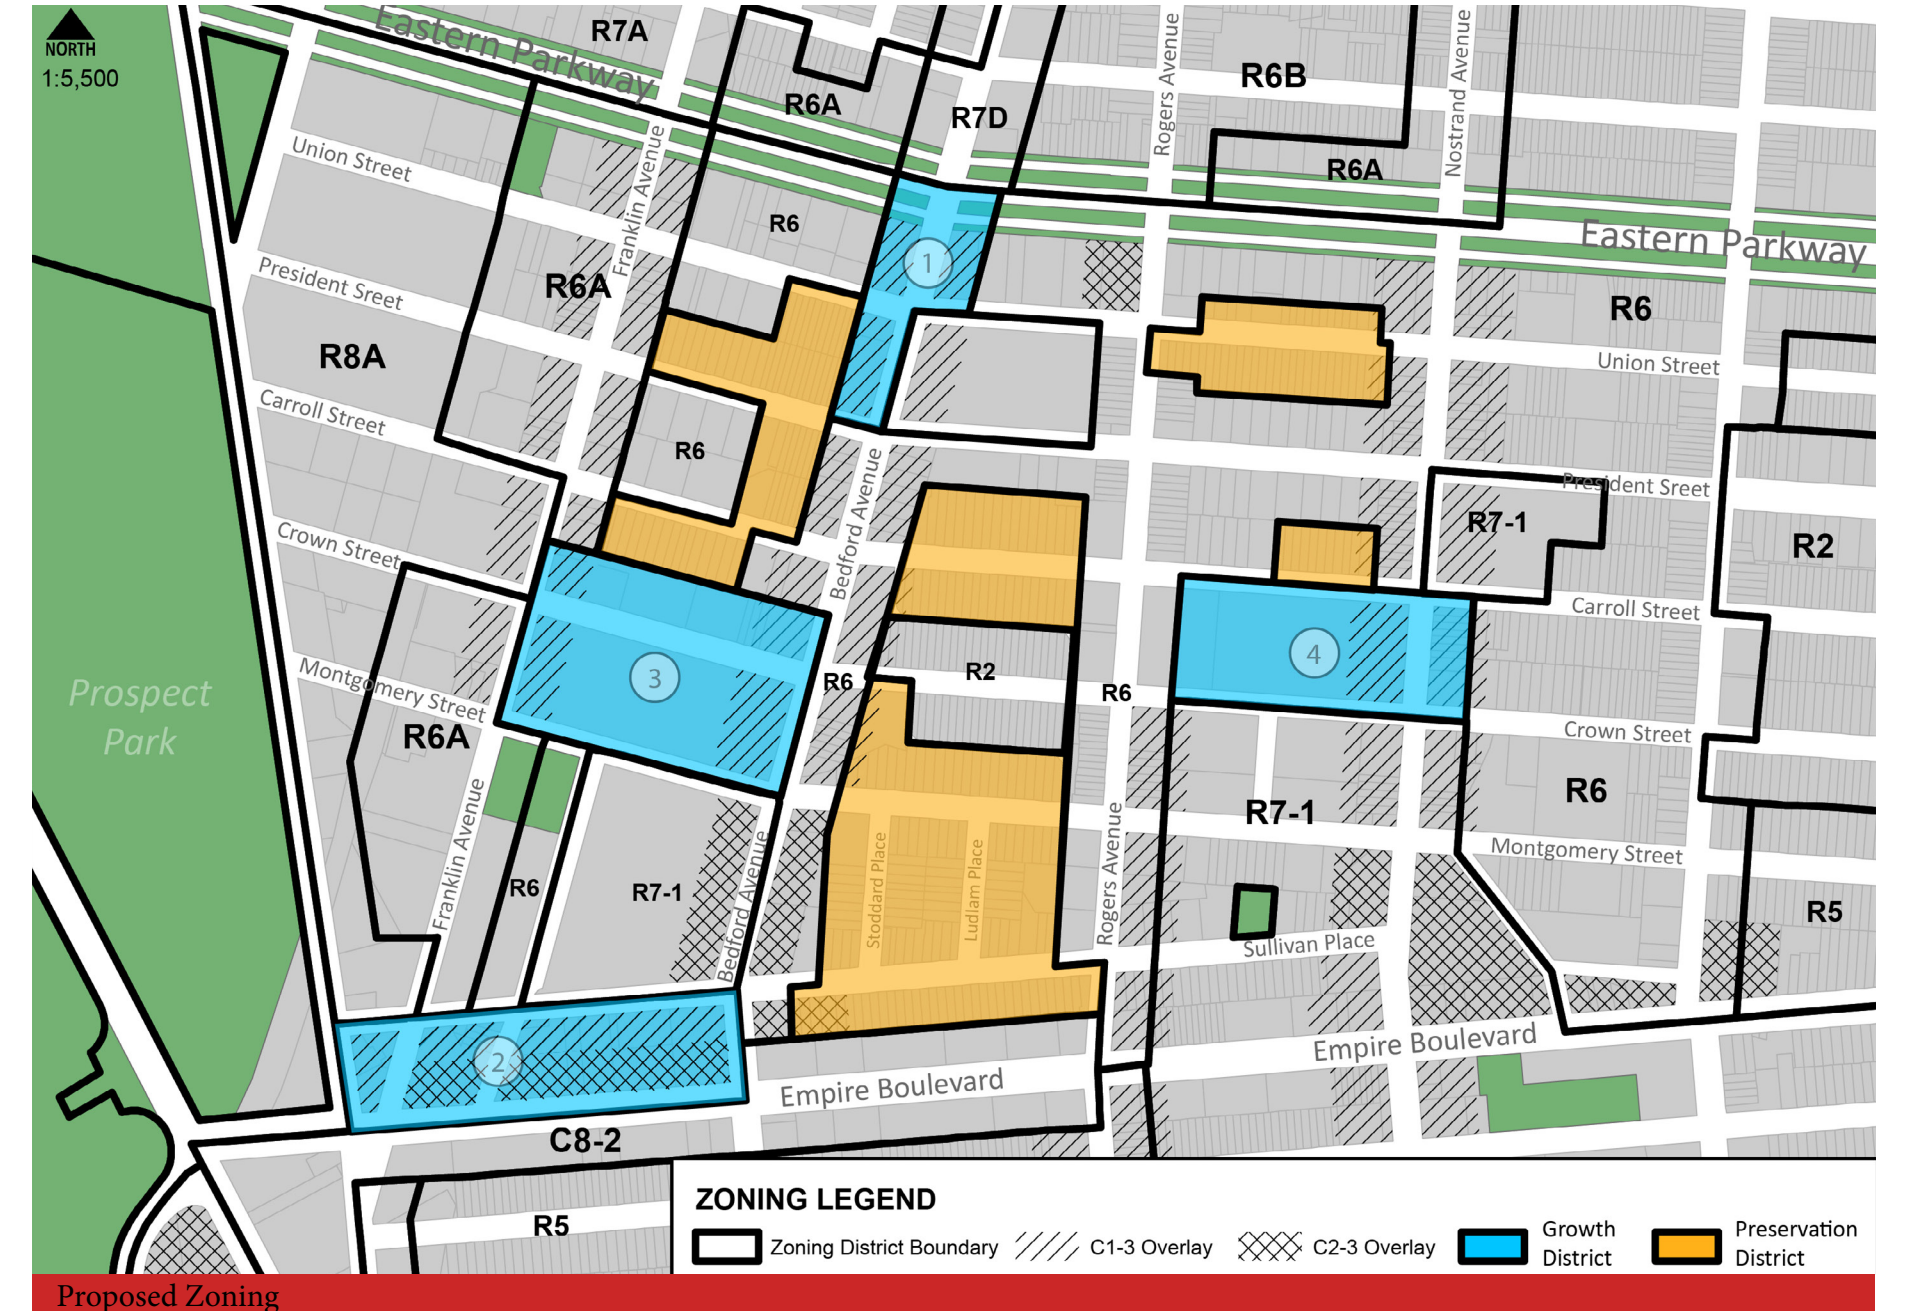 NORTH
1:5,500
Eastern Parkway
R7A
R6A
R7D
Rogers Avenue
R6B
Nostrand Avenue
R6A
Union Street
Franklin Avenue
R6
1
Eastern Parkway
President Sreet
R6A
R6
R8A
Union Street
Carroll Street
R6
Bedford Avenue
President Sreet
R7-1
R2
Crown Street
Carroll Street
Montgomery Street
3
R6
R2
R6
4
Prospect
Park
R6A
Crown Street
R6
R7-1
Montgomery Street
Franklin Avenue
R6
R7-1
Bedford Avenue
Stoddard Place
Ludlam Place
Rogers Avenue
R5
Sullivan Place
2
Empire Boulevard
Empire Boulevard
C8-2
R5
ZONING LEGEND
Zoning District Boundary
C1-3 Overlay
C2-3 Overlay
Growth
District
Preservation
District
Proposed Zoning